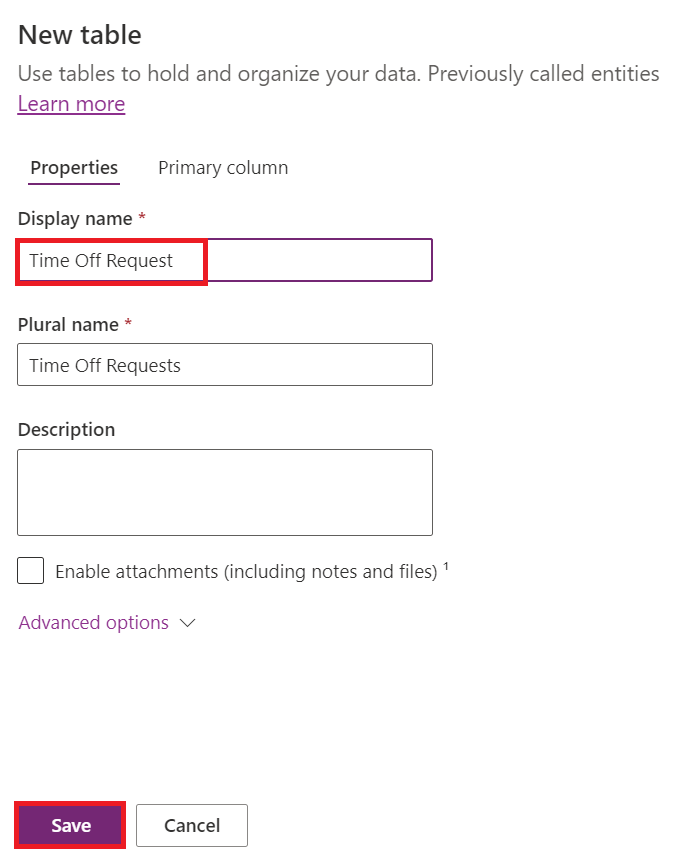 New table
Use tables to hold and organize your data. Previously called entities
Learn more
Properties Primary column
Display name *
Time Off Request
Plural name *
Time Off Requests
Description
Enable attachments (including notes and files) ¹
Advanced options
Save Cancel